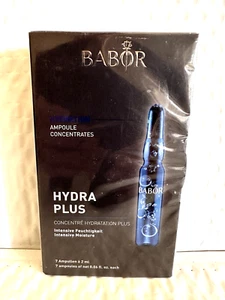 BABOR
AMPOULE
CONCENTRATES
BABOR
HYDRA
PLUS
CONCENTRÉ HYDRATATION PLUS
Intensive Feuchtigkeit
Intensive Moisture
7 Ampullen à 2 ml
7 ampoules of net 0.06 fl. oz. each